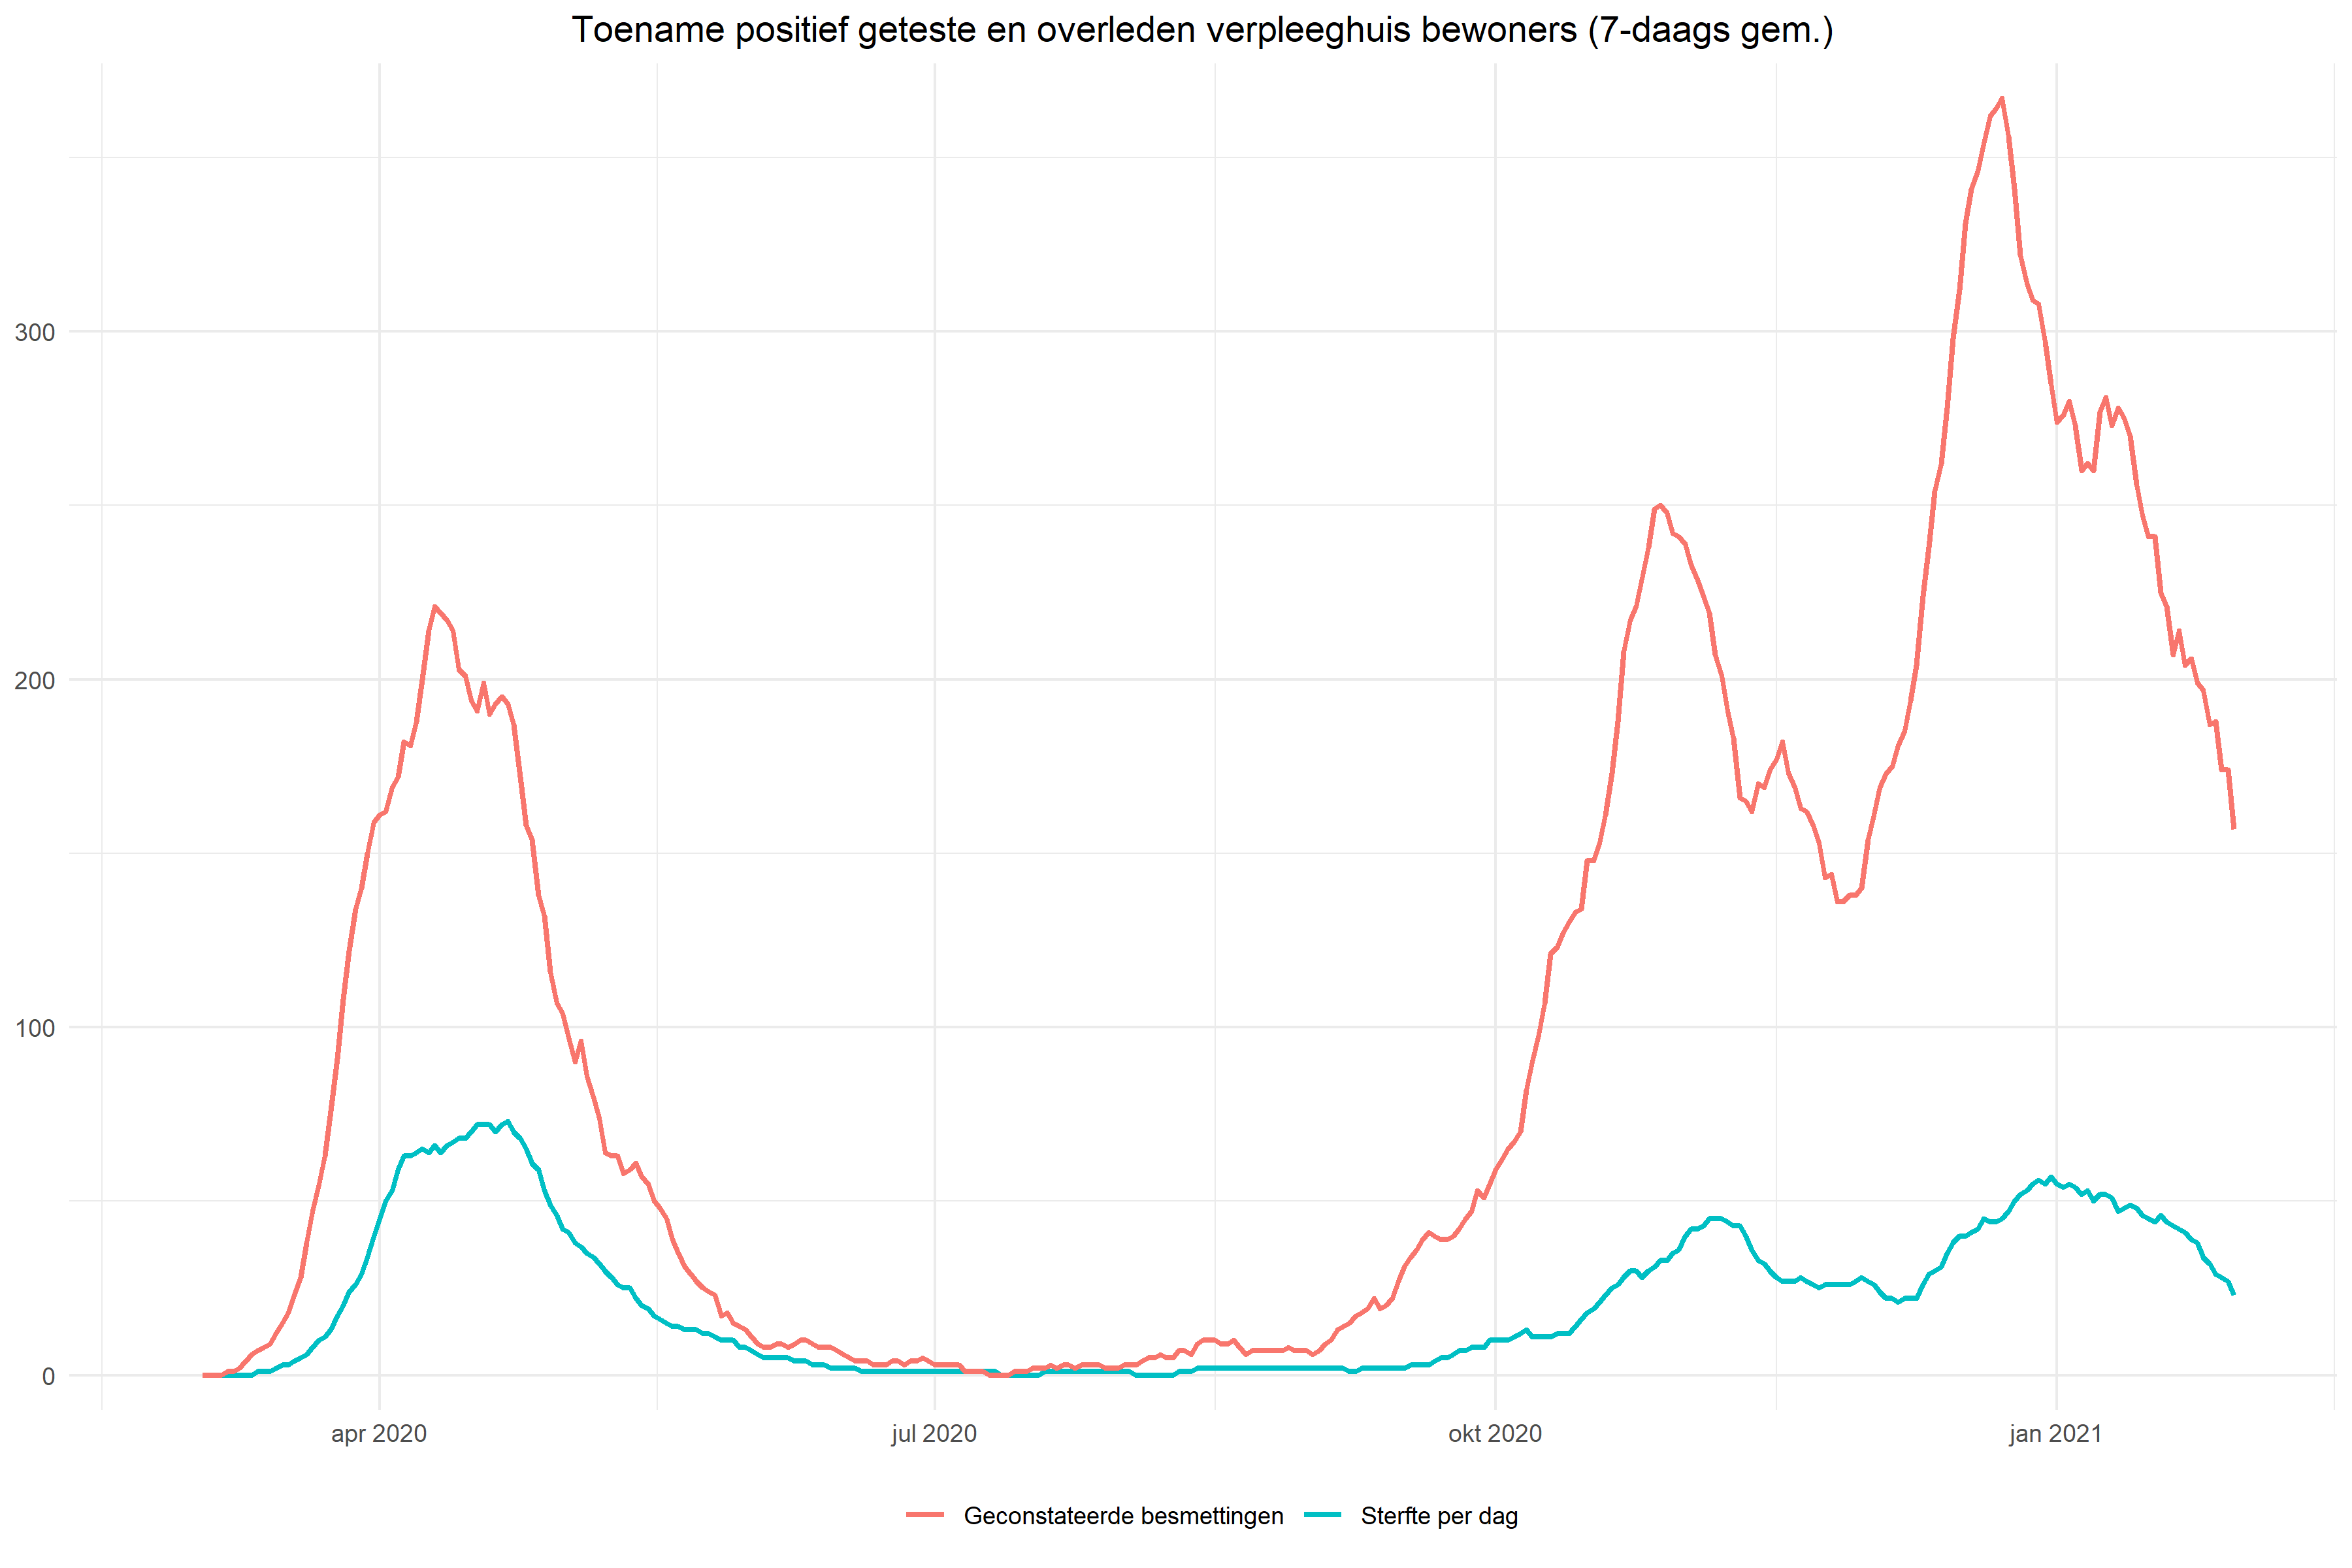 Toename positief geteste en overleden verpleeghuis bewoners (7-daags gem.)
300
200
100
0
apr 2020 jul 2020 okt 2020 jan 2021
Geconstateerde besmettingen Sterfte per dag